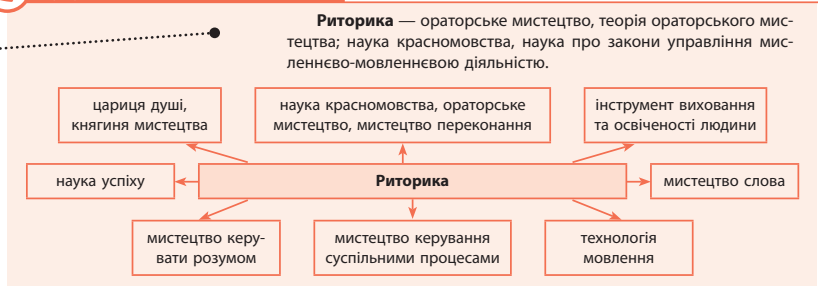 Риторика — ораторське мистецтво, теорія ораторського мис-
тецтва; наука красномовства, наука про закони управління мис-
леннєво-мовленнєвою діяльністю.
цариця душі,
княгиня мистецтва
наука красномовства, ораторське
мистецтво, мистецтво переконання
інструмент виховання
та освіченості людини
наука успіху
Риторика
мистецтво слова
мистецтво керу-
вати розумом
мистецтво керування
суспільними процесами
технологія
мовлення